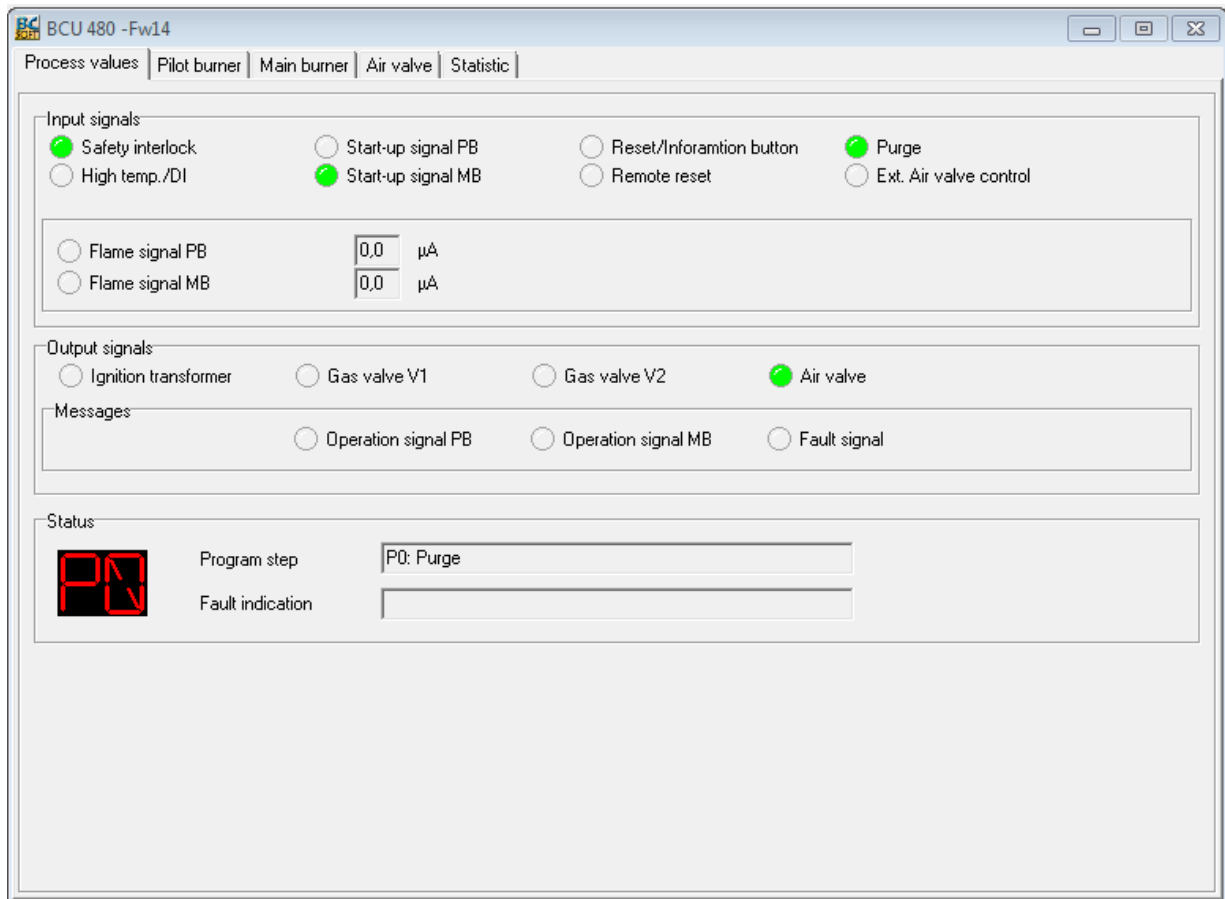 BC SOFT BCU 480 -Fw14
Process values Pilot burner Main burner Air valve Statistic
Input signals
Safety interlock Start-up signal PB Reset/Inforamtion button Purge
High temp./DI Start-up signal MB Remote reset Ext. Air valve control
Flame signal PB 0,0 µA
Flame signal MB 0,0 µA
Output signals
Ignition transformer Gas valve V1 Gas valve V2 Air valve
Messages
Operation signal PB Operation signal MB Fault signal
Status
P0 Program step P0: Purge
Fault indication